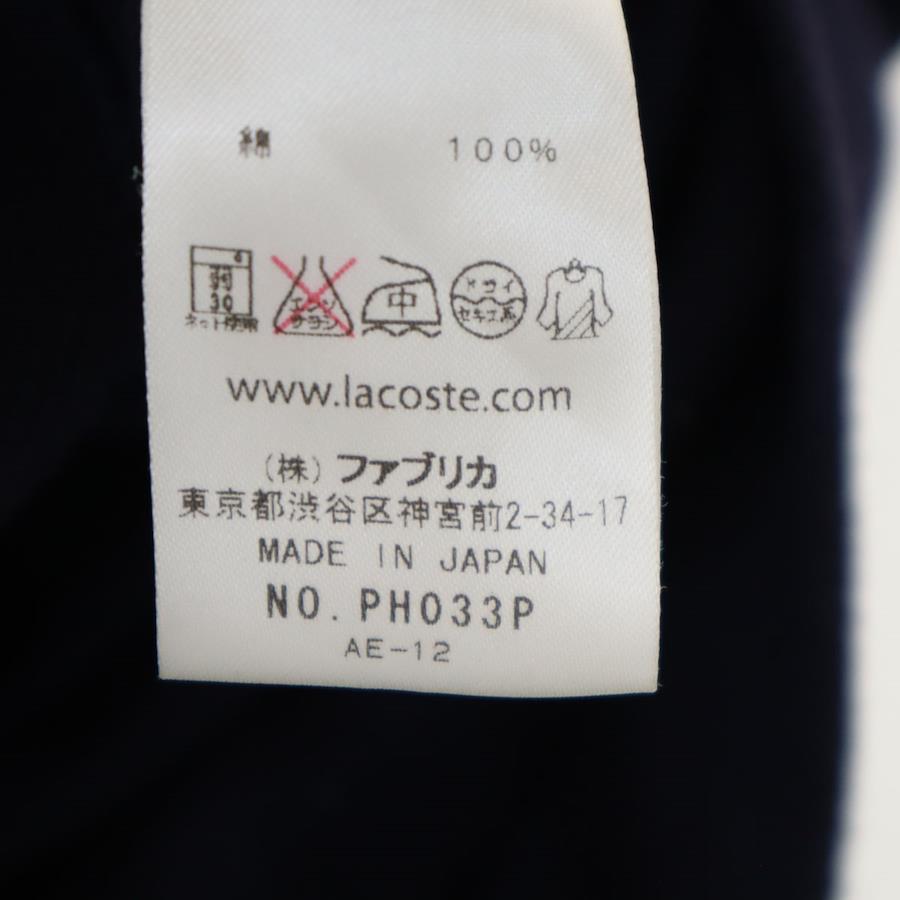 綿 100%
弱 30 ネット使用
エンソ サラシ
中
ドライ セキユ系
www.lacoste.com
(株)ファブリカ
東京都渋谷区神宮前2-34-17
MADE IN JAPAN
NO. PH033P
AE-12